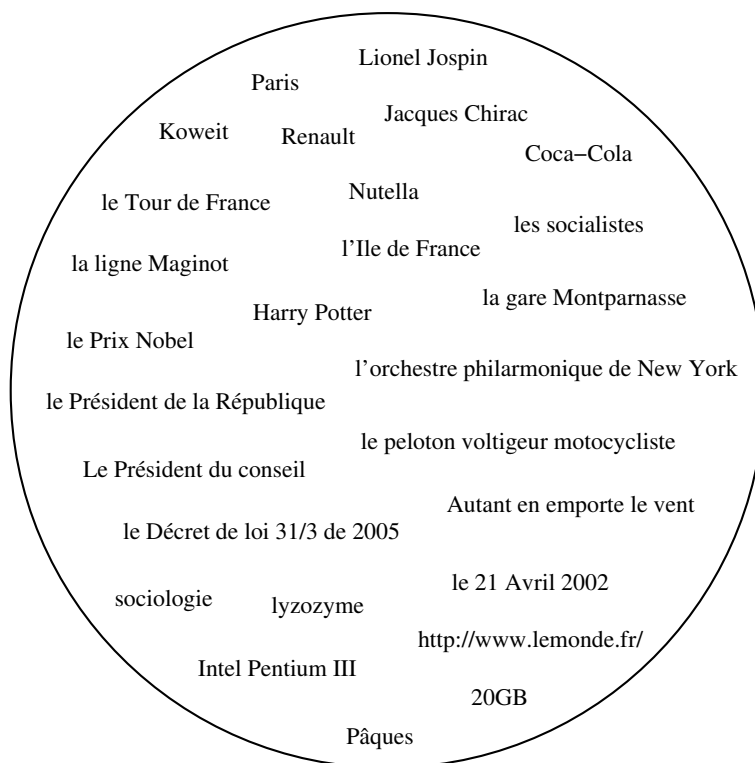 Lionel Jospin
Paris
Jacques Chirac
Koweit
Renault
Coca–Cola
Nutella
le Tour de France
les socialistes
l'Ile de France
la ligne Maginot
la gare Montparnasse
Harry Potter
le Prix Nobel
l'orchestre philarmonique de New York
le Président de la République
le peloton voltigeur motocycliste
Le Président du conseil
Autant en emporte le vent
le Décret de loi 31/3 de 2005
le 21 Avril 2002
sociologie
lyzozyme
http://www.lemonde.fr/
Intel Pentium III
20GB
Pâques